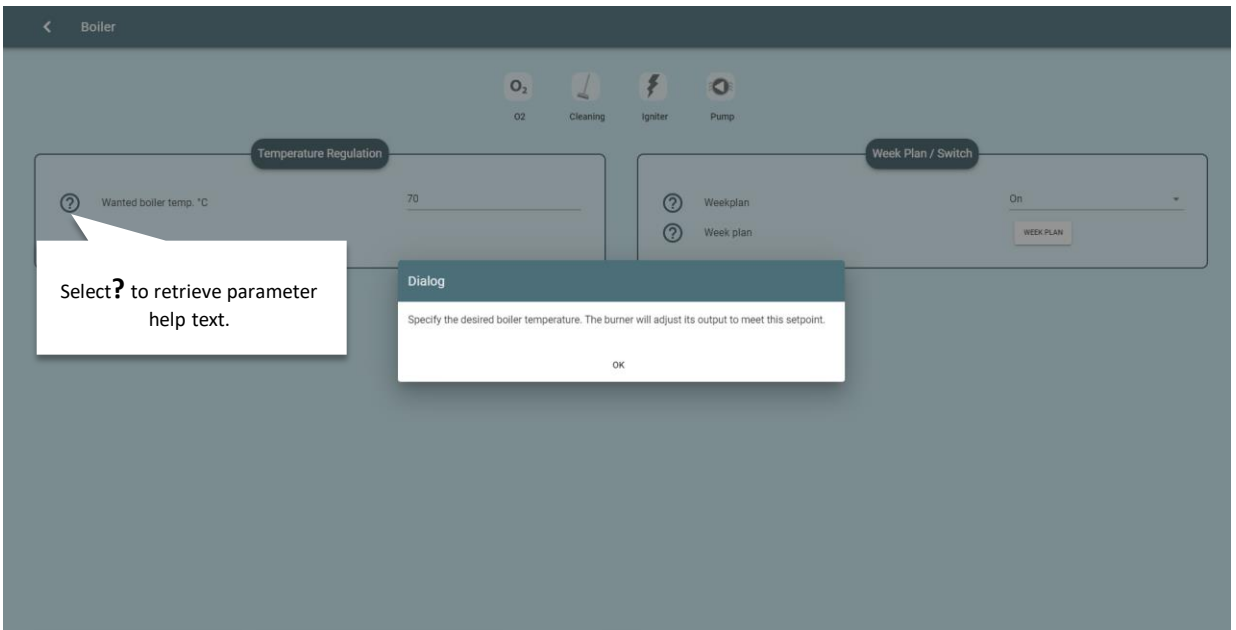 Boiler
O₂
O2
Cleaning
Igniter
Pump
Temperature Regulation
Wanted boiler temp. °C
70
Week Plan / Switch
Weekplan
On
Week plan
WEEK PLAN
Select? to retrieve parameter
help text.
Dialog
Specify the desired boiler temperature. The burner will adjust its output to meet this setpoint.
OK